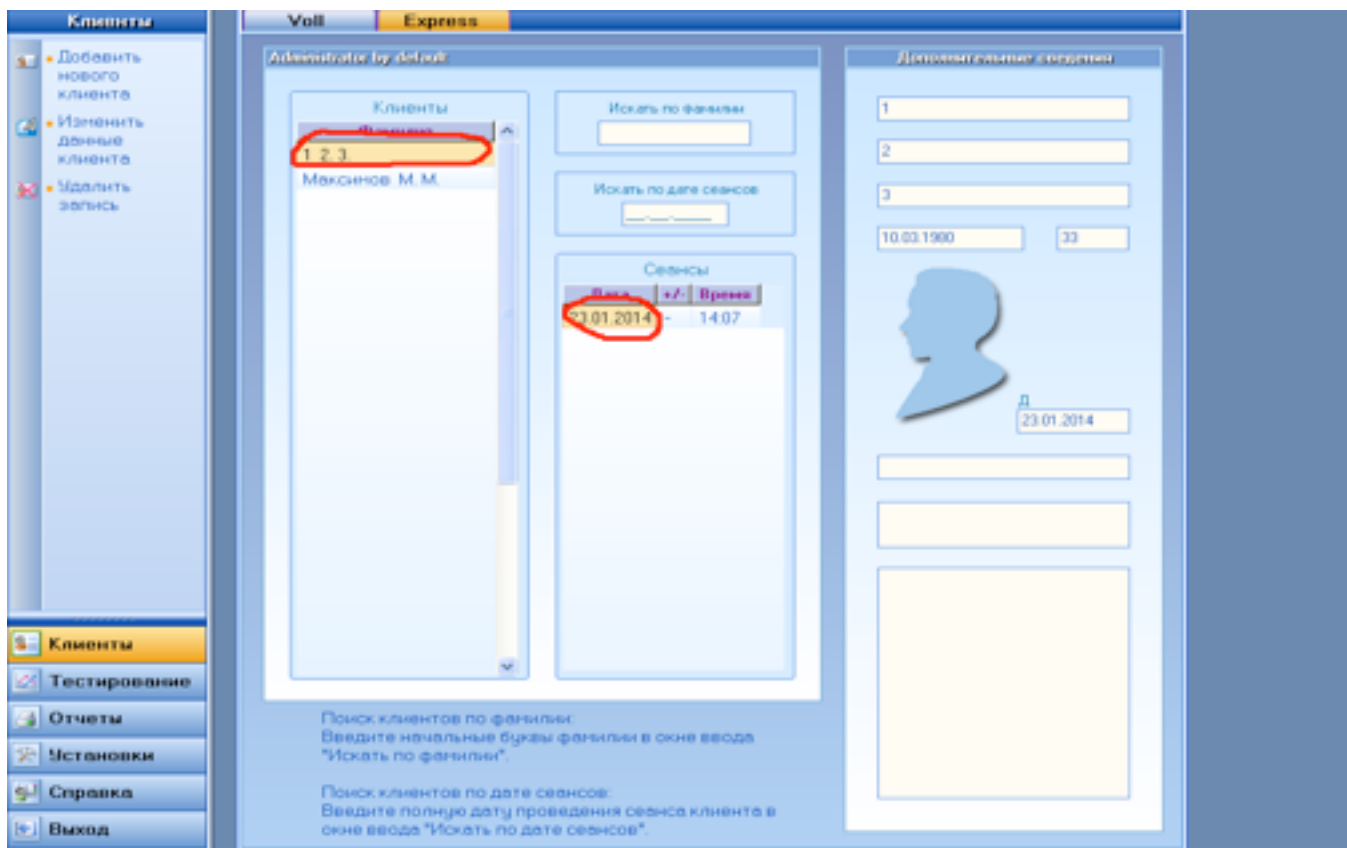 Клиенты
Добавить
нового
клиента
Изменить
данные
клиента
Удалить
запись
Клиенты
Тестирование
Отчеты
Установки
Справка
Выход
Voll Express
Administrator by default
Клиенты
Фамилия
1 2. 3.
Максимов М. М.
Искать по фамилии
Искать по дате сеансов
__.__.____
Сеансы
Дата +/- Время
23.01.2014 - 14:07
Поиск клиентов по фамилии:
Введите начальные буквы фамилии в окне ввода
"Искать по фамилии".
Поиск клиентов по дате сеансов:
Введите полную дату проведения сеанса клиента в
окне ввода "Искать по дате сеансов".
Дополнительные сведения
1
2
3
10.03.1980 33
Д
23.01.2014